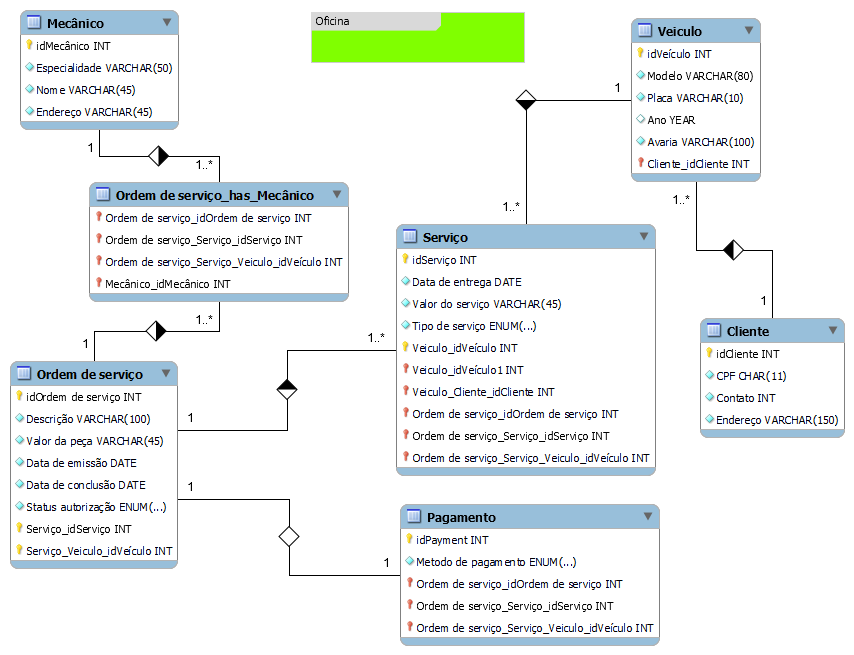 Mecânico
idMecânico INT
Especialidade VARCHAR(50)
Nome VARCHAR(45)
Endereço VARCHAR(45)
Oficina
Veiculo
idVeículo INT
Modelo VARCHAR(80)
Placa VARCHAR(10)
Ano YEAR
Avaria VARCHAR(100)
Cliente_idCliente INT
1
1..*
1
1..*
1..*
1
Ordem de serviço_has_Mecânico
Ordem de serviço_idOrdem de serviço INT
Ordem de serviço_Serviço_idServiço INT
Ordem de serviço_Serviço_Veiculo_idVeículo INT
Mecânico_idMecânico INT
1..*
1
Serviço
idServiço INT
Data de entrega DATE
Valor do serviço VARCHAR(45)
Tipo de serviço ENUM(...)
Veiculo_idVeículo INT
Veiculo_idVeículo1 INT
Veiculo_Cliente_idCliente INT
Ordem de serviço_idOrdem de serviço INT
Ordem de serviço_Serviço_idServiço INT
Ordem de serviço_Serviço_Veiculo_idVeículo INT
Cliente
idCliente INT
CPF CHAR(11)
Contato INT
Endereço VARCHAR(150)
Ordem de serviço
idOrdem de serviço INT
Descrição VARCHAR(100)
Valor da peça VARCHAR(45)
Data de emissão DATE
Data de conclusão DATE
Status autorização ENUM(...)
Serviço_idServiço INT
Serviço_Veiculo_idVeículo INT
1..*
1
1
1
Pagamento
idPayment INT
Metodo de pagamento ENUM(...)
Ordem de serviço_idOrdem de serviço INT
Ordem de serviço_Serviço_idServiço INT
Ordem de serviço_Serviço_Veiculo_idVeículo INT